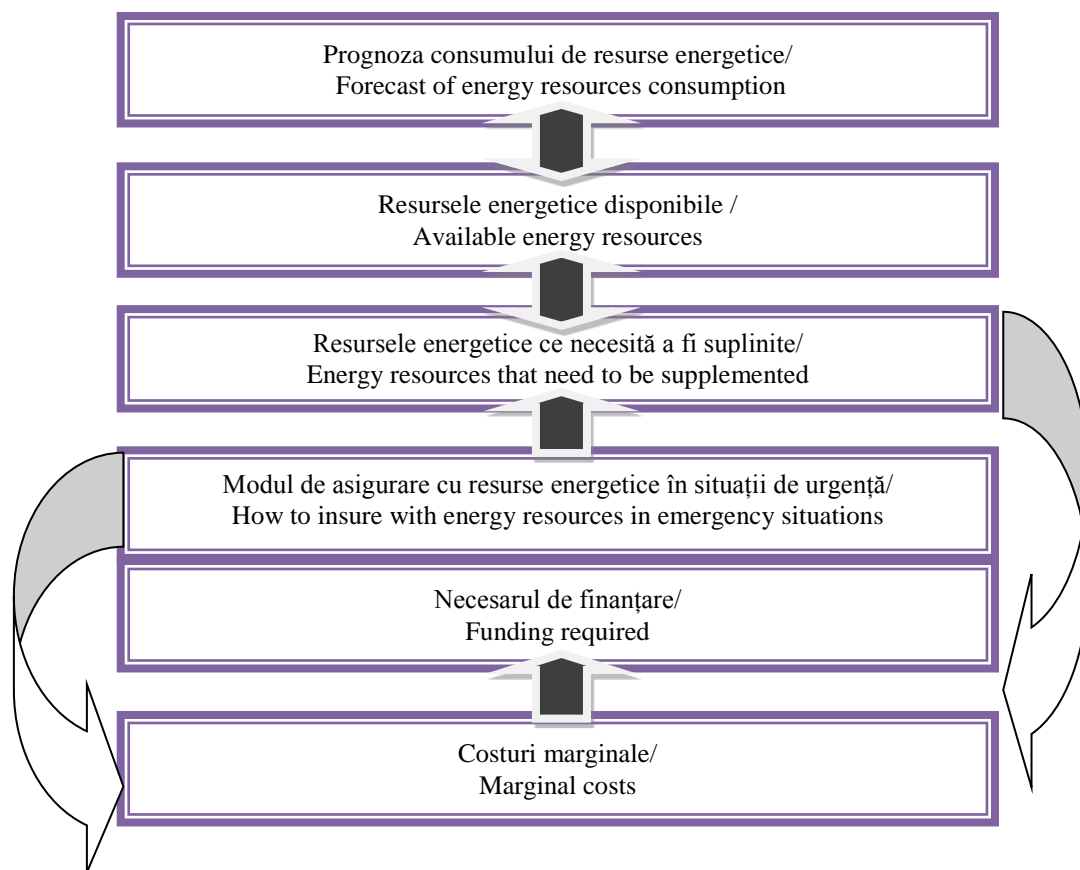 Prognoza consumului de resurse energetice/
Forecast of energy resources consumption
Resursele energetice disponibile /
Available energy resources
Resursele energetice ce necesită a fi suplinite/
Energy resources that need to be supplemented
Modul de asigurare cu resurse energetice în situații de urgență/
How to insure with energy resources in emergency situations
Necesarul de finanțare/
Funding required
Costuri marginale/
Marginal costs